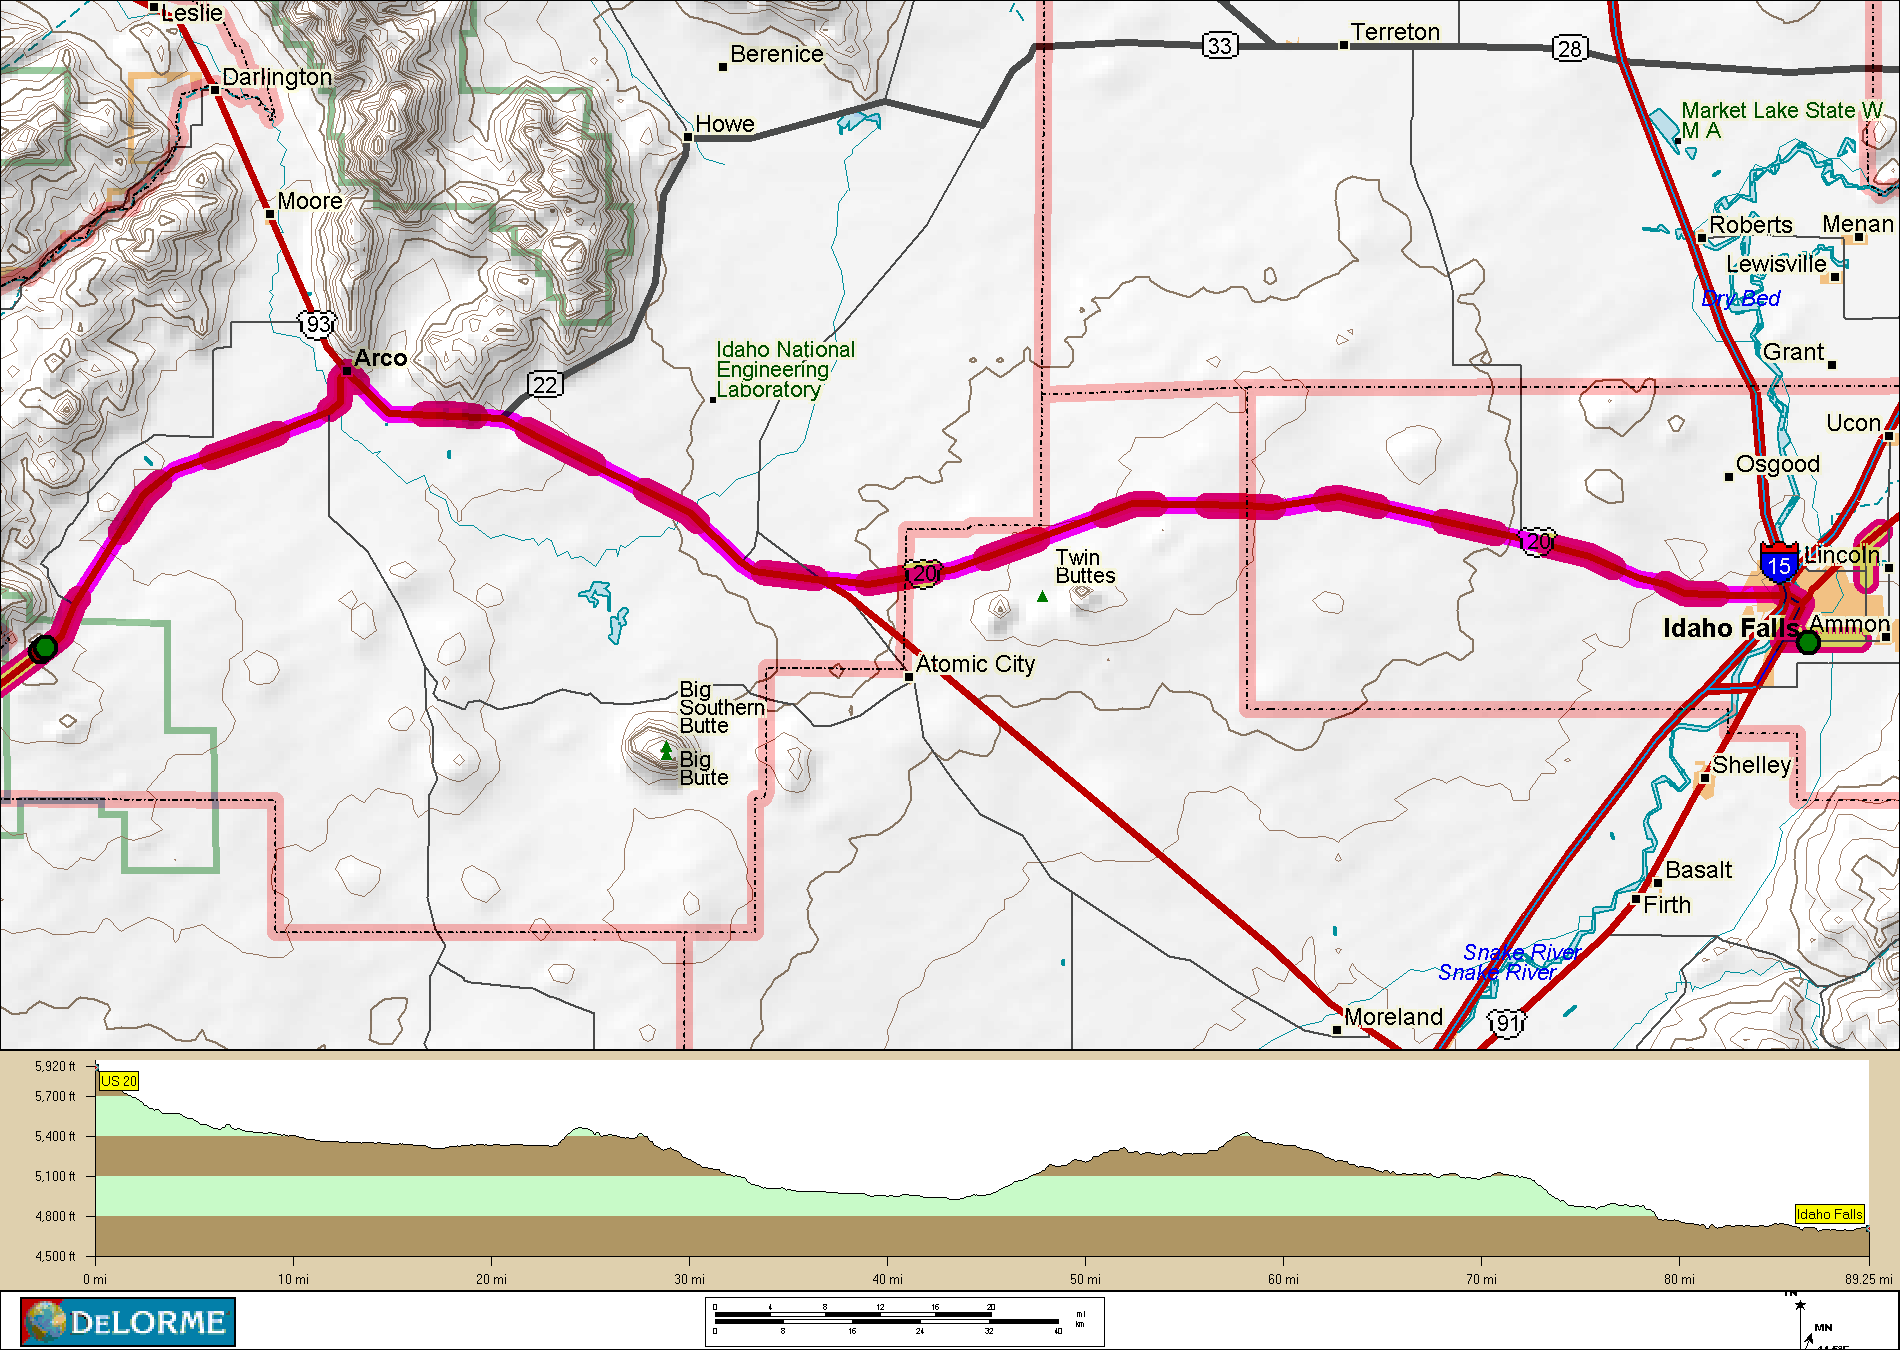 Leslie
Darlington
Berenice
33
Terreton
28
Howe
Market Lake State W
M A
Moore
Roberts
Menan
Lewisville
Dry Bed
93
Arco
Idaho National
Engineering
Laboratory
22
Grant
Ucon
Osgood
20
Twin
Buttes
20
15
Lincoln
Idaho Falls
Ammon
Atomic City
Big
Southern
Butte
Big
Butte
Shelley
Basalt
Firth
Snake River
Snake River
Moreland
91
5,920 ft
US 20
5,700 ft
5,400 ft
5,100 ft
4,800 ft
Idaho Falls
4,500 ft
0 mi
10 mi
20 mi
30 mi
40 mi
50 mi
60 mi
70 mi
80 mi
89.25 mi
DELORME
0 4 8 12 16 20
mi
km
0 8 16 24 32 40
MN